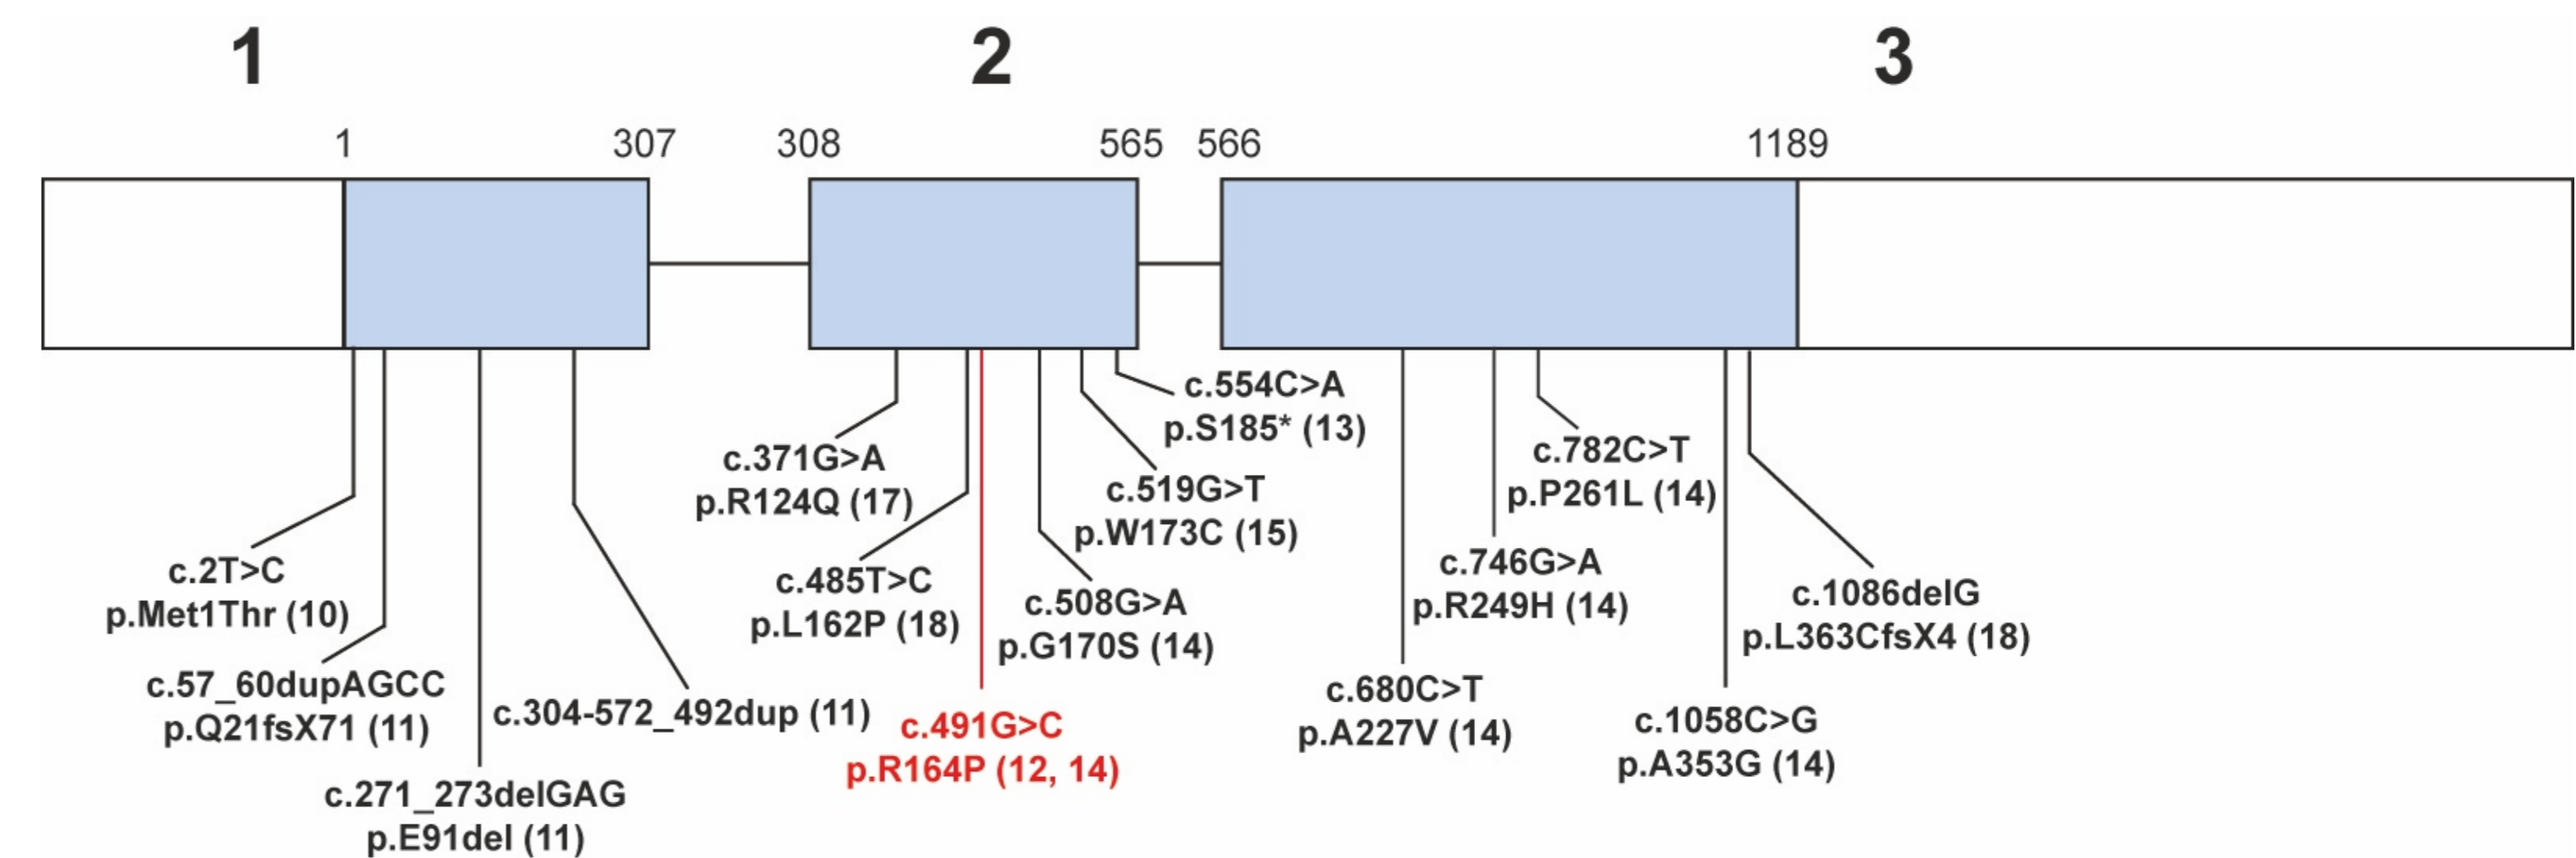 1 2 3
1 307 308 565 566 1189
c.2T>C
p.Met1Thr (10)
c.57_60dupAGCC
p.Q21fsX71 (11)
c.271_273delGAG
p.E91del (11)
c.304-572_492dup (11)
c.371G>A
p.R124Q (17)
c.485T>C
p.L162P (18)
c.491G>C
p.R164P (12, 14)
c.508G>A
p.G170S (14)
c.519G>T
p.W173C (15)
c.554C>A
p.S185* (13)
c.680C>T
p.A227V (14)
c.746G>A
p.R249H (14)
c.782C>T
p.P261L (14)
c.1058C>G
p.A353G (14)
c.1086delG
p.L363CfsX4 (18)